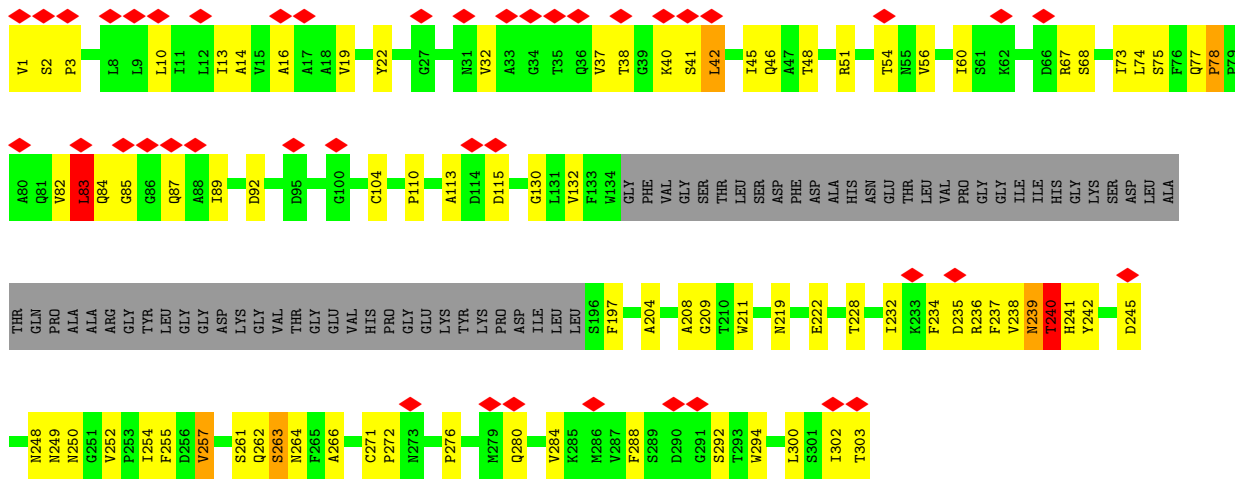 V1 S2 P3 L8 L9 L10 I11 L12 I13 A14 V15 A16 A17 A18 V19 Y22 G27 N31 V32 A33 G34 T35 Q36 V37 T38 G39 K40 S41 L42 I45 Q46 A47 T48 R51 T54 N55 V56 I60 S61 K62 D66 R67 S68 I73 L74 S75 F76 Q77 P78 P79
A80 Q81 V82 L83 Q84 G85 G86 Q87 A88 I89 D92 D95 G100 C104 P110 A113 D114 D115 G130 L131 V132 F133 W134 GLY PHE VAL GLY SER THR LEU SER ASP PHE ASP ALA HIS ASN GLU THR LEU VAL PRO GLY GLY ILE ILE HIS GLY LYS SER ASP LEU ALA
THR GLN PRO ALA ALA ARG GLY TYR LEU GLY GLY ASP LYS GLY VAL THR GLY GLU VAL HIS PRO GLY GLU LYS TYR LYS PRO ASP ILE LEU LEU S196 F197 A204 A208 G209 T210 W211 N219 E222 T228 I232 K233 F234 D235 R236 F237 V238 N239 T240 H241 Y242 D245
N248 N249 N250 G251 V252 P253 I254 F255 D256 V257 S261 Q262 S263 N264 F265 A266 C271 P272 N273 P276 M279 Q280 V284 K285 M286 V287 F288 S289 D290 G291 S292 T293 W294 L300 S301 I302 T303